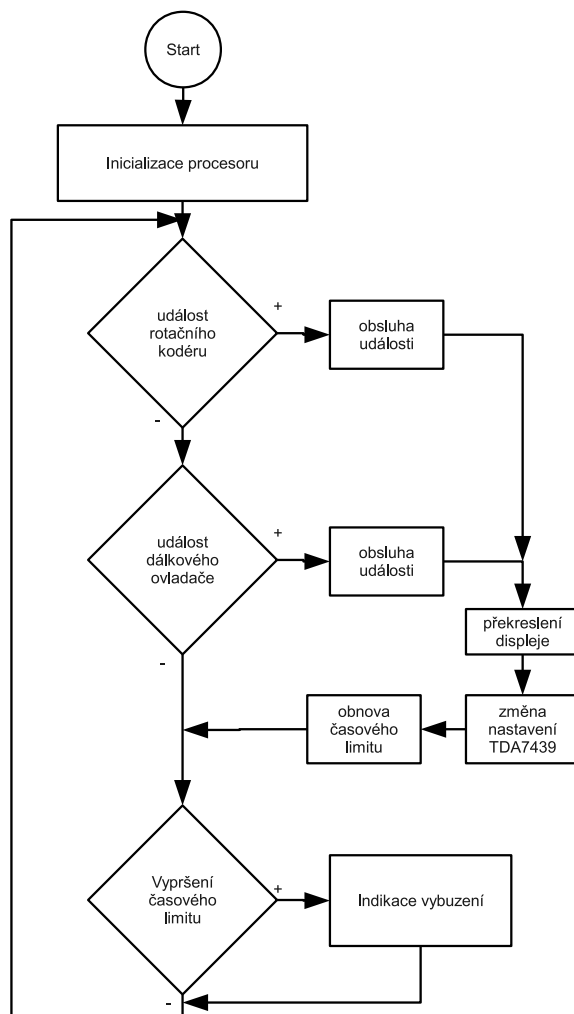 Start
Inicializace procesoru
událost
rotačního
kodéru
+
obsluha
události
-
událost
dálkového
ovladače
+
obsluha
události
překreslení
displeje
-
obnova
časového
limitu
změna
nastavení
TDA7439
Vypršení
časového
limitu
+
Indikace vybuzení
-